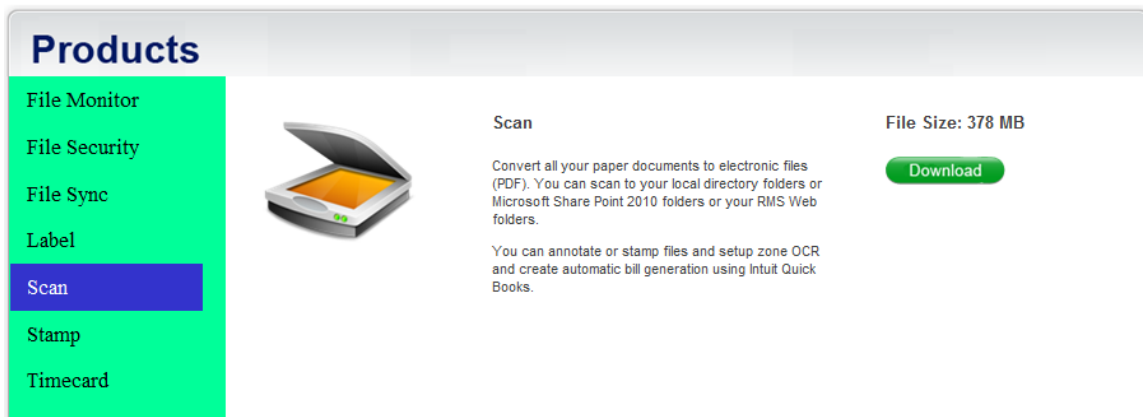 Products
File Monitor
File Security
File Sync
Label
Scan
Stamp
Timecard
Scan
Convert all your paper documents to electronic files
(PDF). You can scan to your local directory folders or
Microsoft Share Point 2010 folders or your RMS Web
folders.
You can annotate or stamp files and setup zone OCR
and create automatic bill generation using Intuit Quick
Books.
File Size: 378 MB
Download